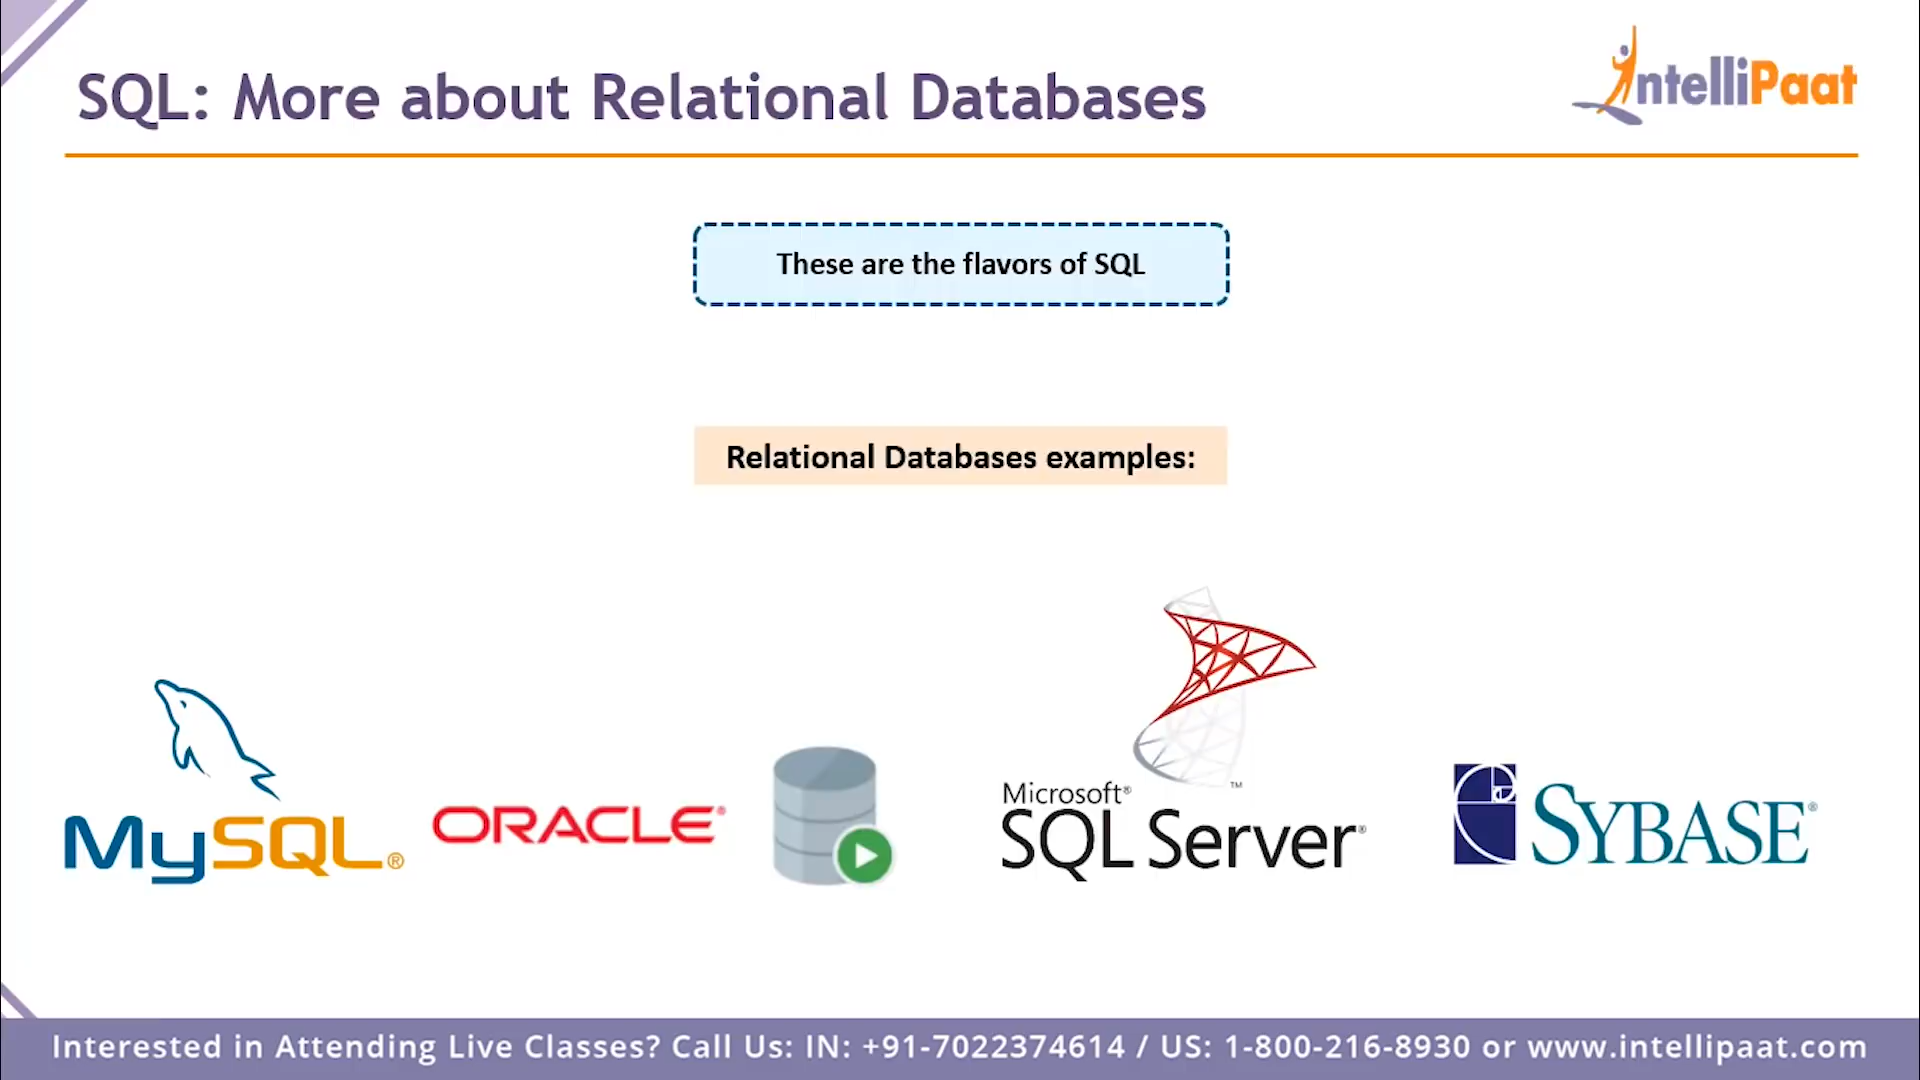 SQL: More about Relational Databases
IntelliPaat
These are the flavors of SQL
Relational Databases examples:
MySQL®
ORACLE®
Microsoft®
SQL Server®
™
SYBASE®
Interested in Attending Live Classes? Call Us: IN: +91-7022374614 / US: 1-800-216-8930 or www.intellipaat.com